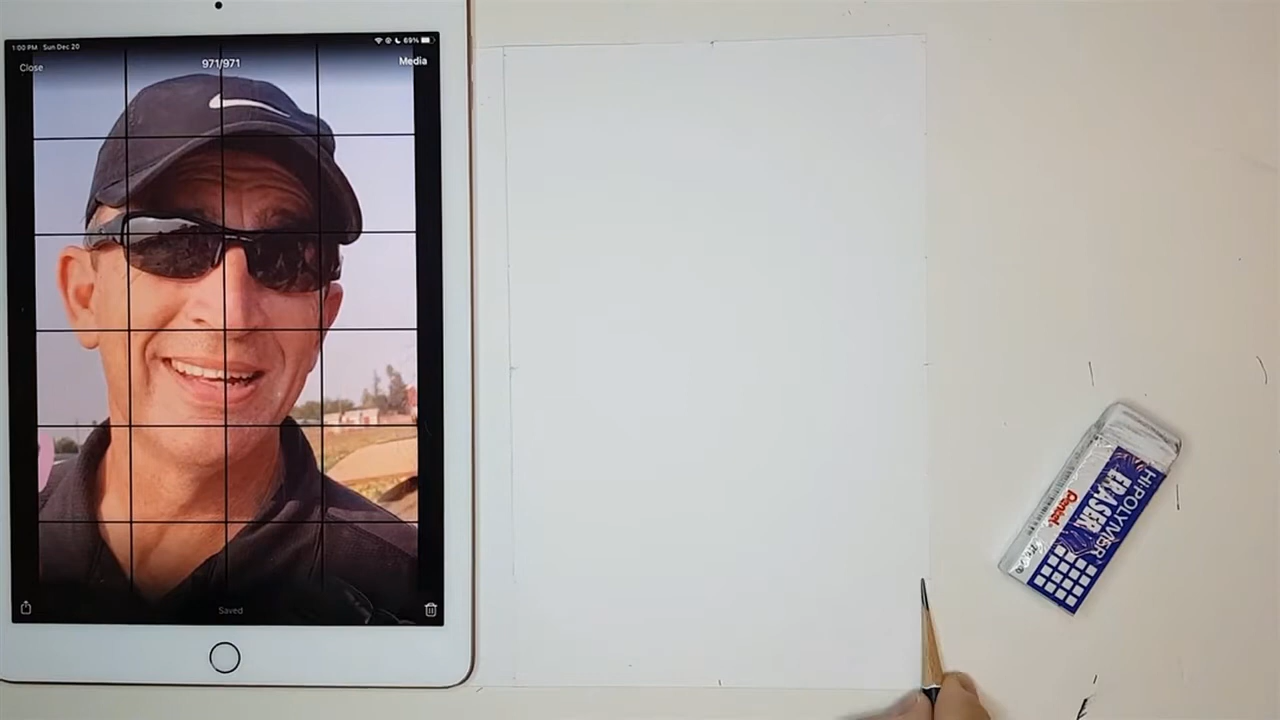 1:00 PM Sun Dec 20
69%
Close
971/971
Media
Saved
HI-POLYMER
ERASER
Pentel